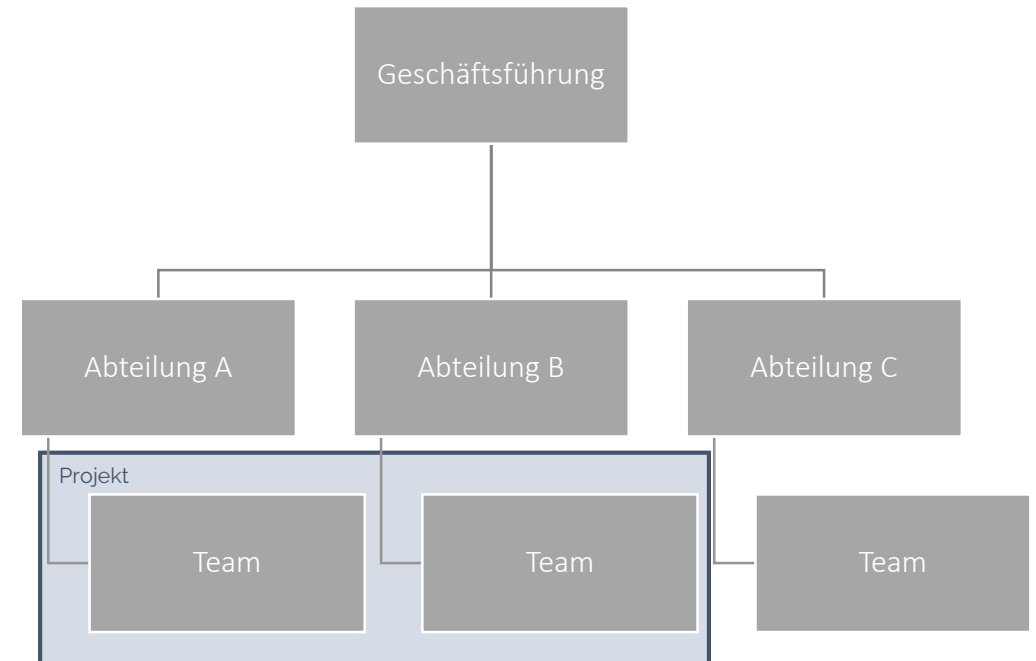 Geschäftsführung
Abteilung A
Abteilung B
Abteilung C
Projekt
Team
Team
Team